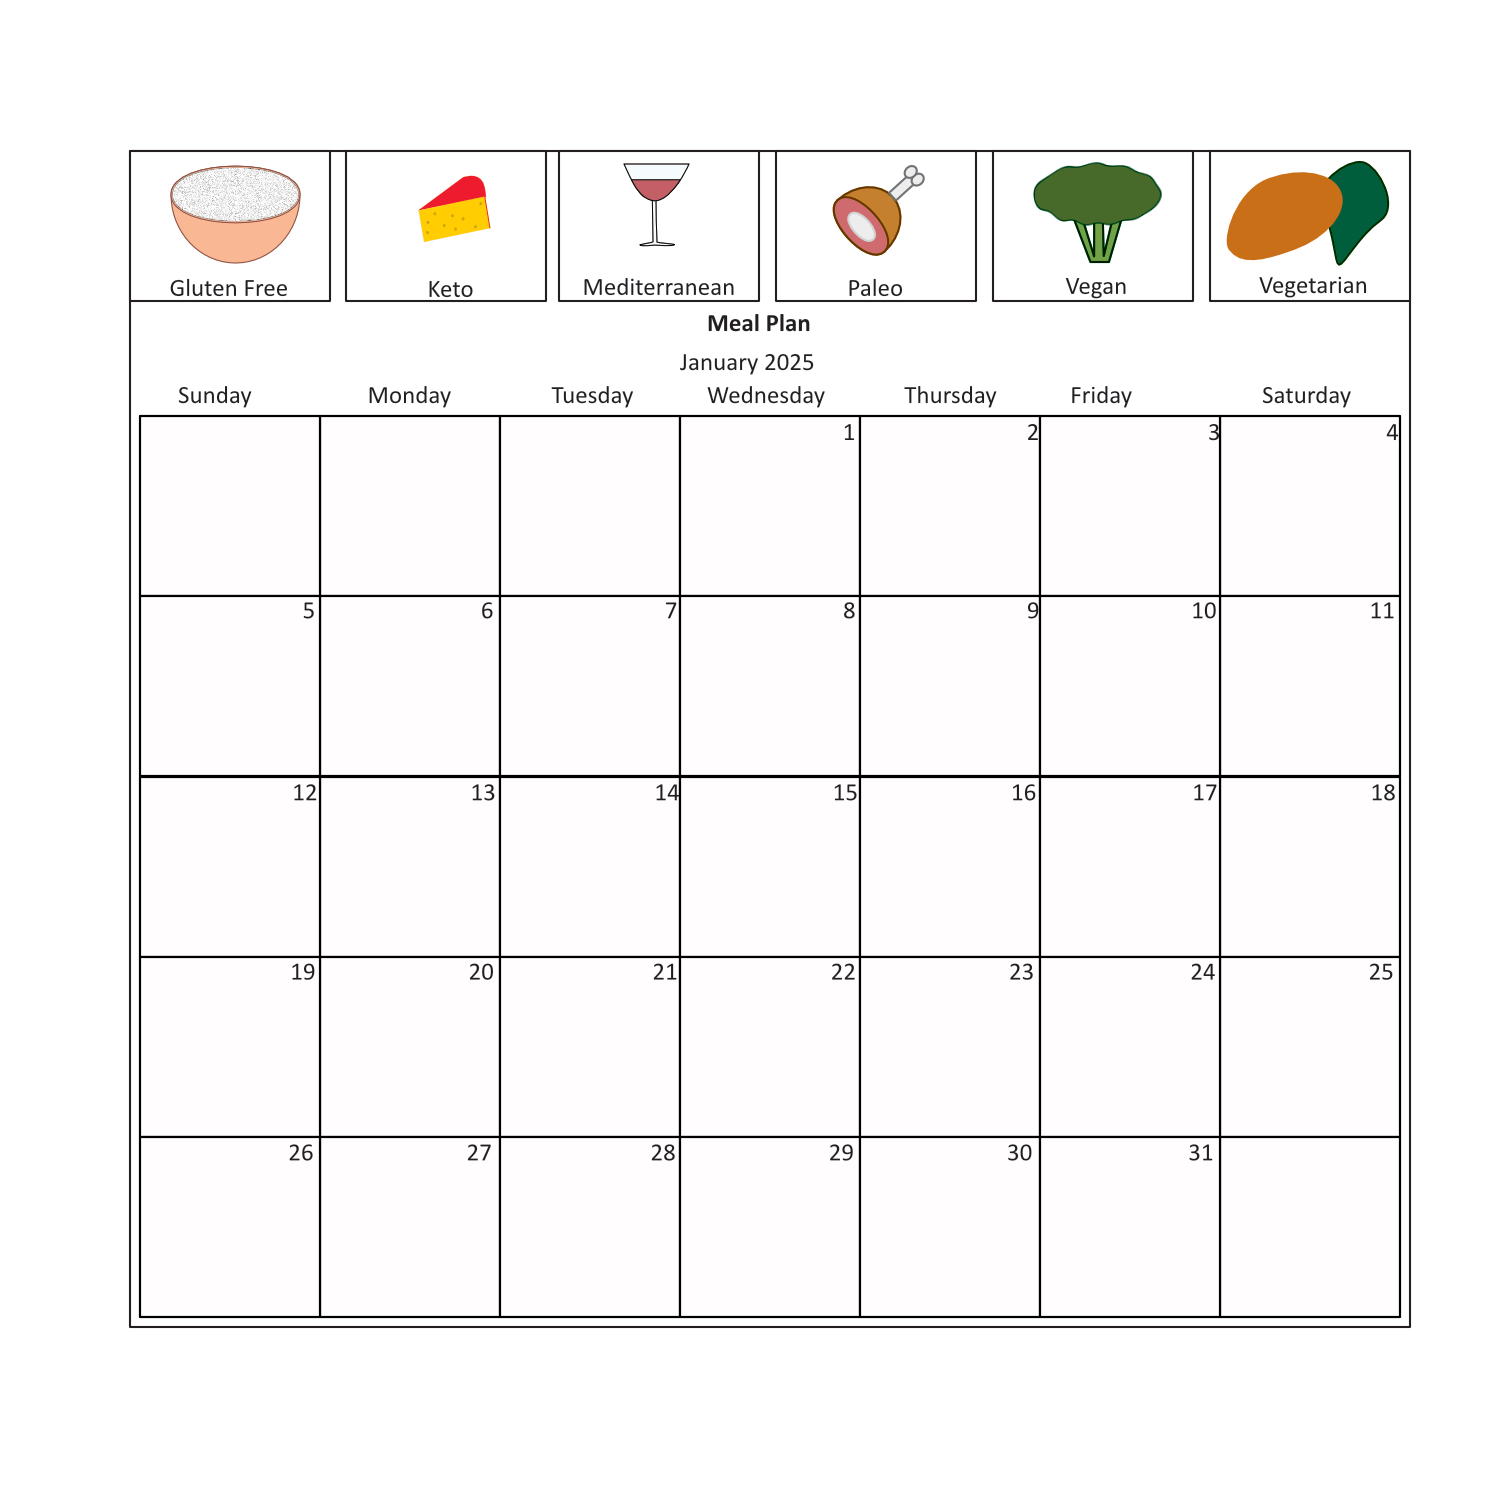 Gluten Free Keto Mediterranean Paleo Vegan Vegetarian
Meal Plan
January 2025
Sunday Monday Tuesday Wednesday Thursday Friday Saturday
1 2 3 4
5 6 7 8 9 10 11
12 13 14 15 16 17 18
19 20 21 22 23 24 25
26 27 28 29 30 31